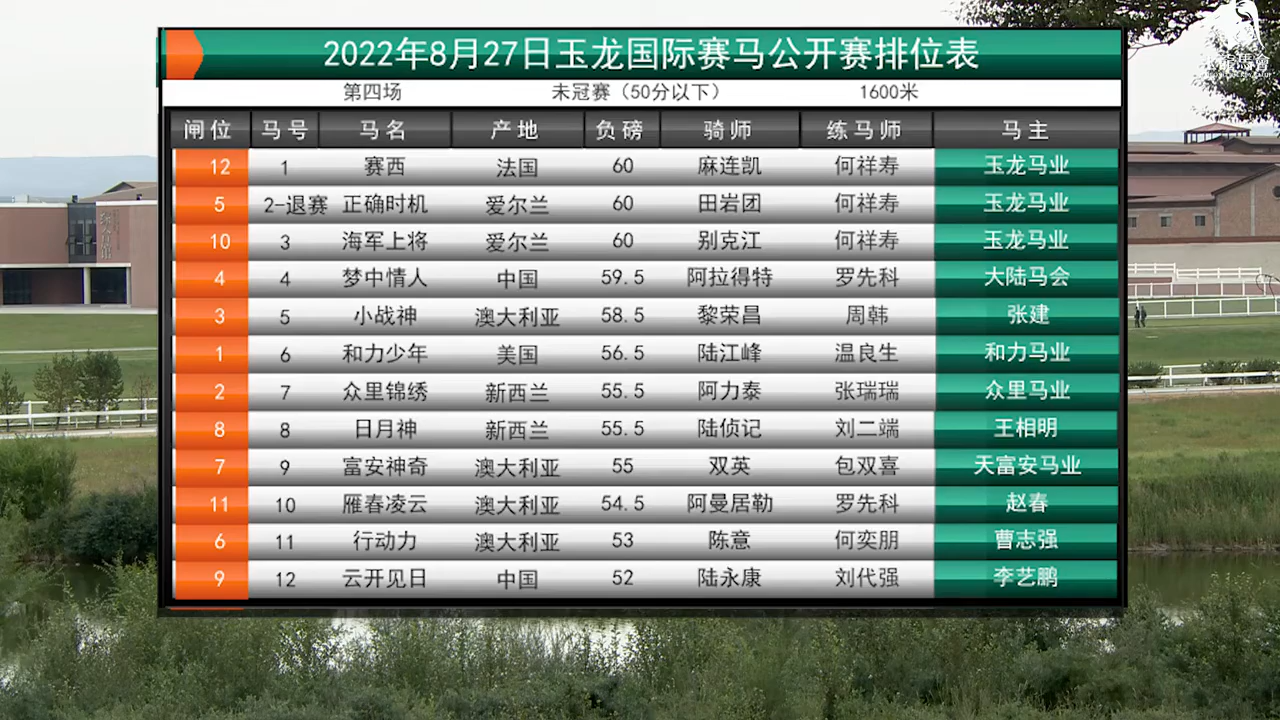 2022年8月27日玉龙国际赛马公开赛排位表
第四场 未冠赛（50分以下） 1600米
闸位 马号 马名 产地 负磅 骑师 练马师 马主
12 1 赛西 法国 60 麻连凯 何祥寿 玉龙马业
5 2-退赛 正确时机 爱尔兰 60 田岩团 何祥寿 玉龙马业
10 3 海军上将 爱尔兰 60 别克江 何祥寿 玉龙马业
4 4 梦中情人 中国 59.5 阿拉得特 罗先科 大陆马会
3 5 小战神 澳大利亚 58.5 黎荣昌 周韩 张建
1 6 和力少年 美国 56.5 陆江峰 温良生 和力马业
2 7 众里锦绣 新西兰 55.5 阿力泰 张瑞瑞 众里马业
8 8 日月神 新西兰 55.5 陆侦记 刘二端 王相明
7 9 富安神奇 澳大利亚 55 双英 包双喜 天富安马业
11 10 雁春凌云 澳大利亚 54.5 阿曼居勒 罗先科 赵春
6 11 行动力 澳大利亚 53 陈意 何奕朋 曹志强
9 12 云开见日 中国 52 陆永康 刘代强 李艺鹏